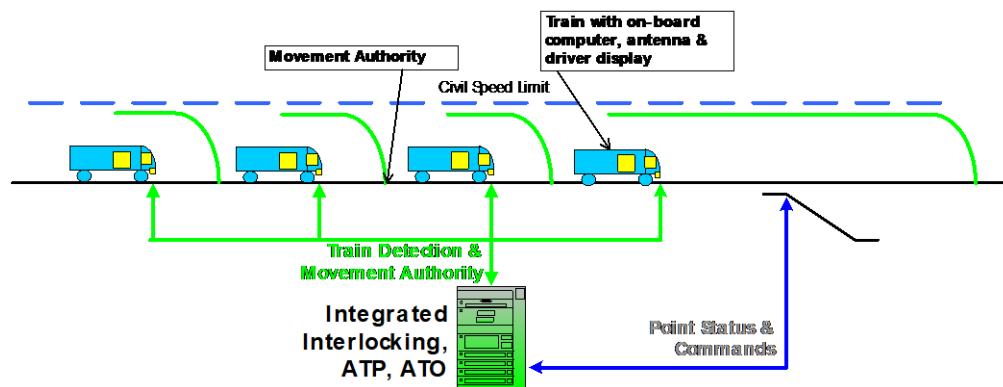 Train with on-board
computer, antenna &
driver display
Movement Authority
Civil Speed Limit
Train Detection &
Movement Authority
Integrated
Interlocking,
ATP, ATO
Point Status &
Commands